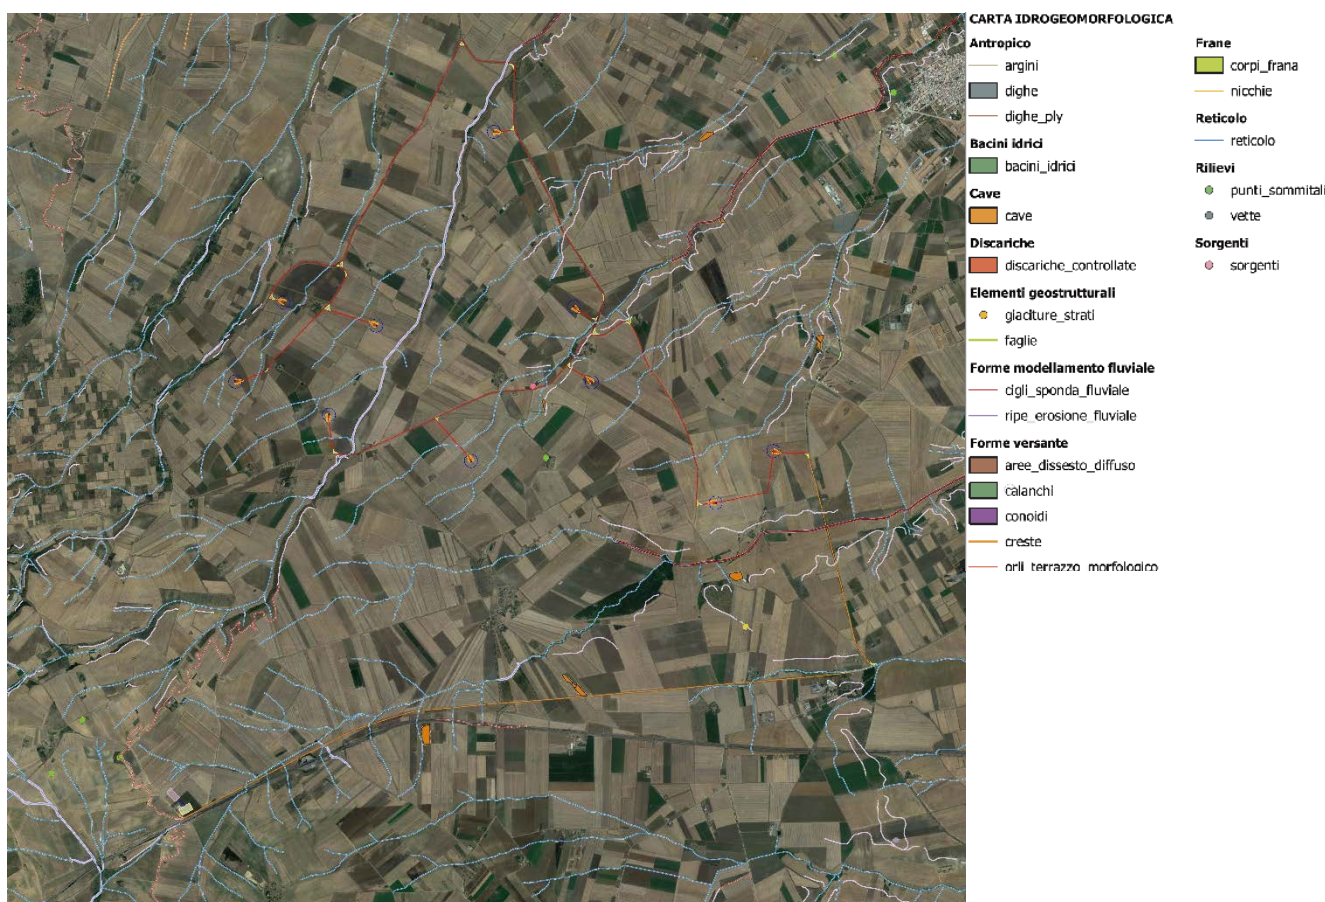 CARTA IDROGEOMORFOLOGICA
Antropico
argini
dighe
dighe_ply
Bacini idrici
bacini_idrici
Cave
cave
Discariche
discariche_controllate
Elementi geostrutturali
giaciture_strati
faglie
Forme modellamento fluviale
cigli_sponda_fluviale
ripe_erosione_fluviale
Forme versante
aree_dissesto_diffuso
calanchi
conoidi
creste
orli_terrazzo_morfologico
Frane
corpi_frana
nicchie
Reticolo
reticolo
Rilievi
punti_sommitali
vette
Sorgenti
sorgenti